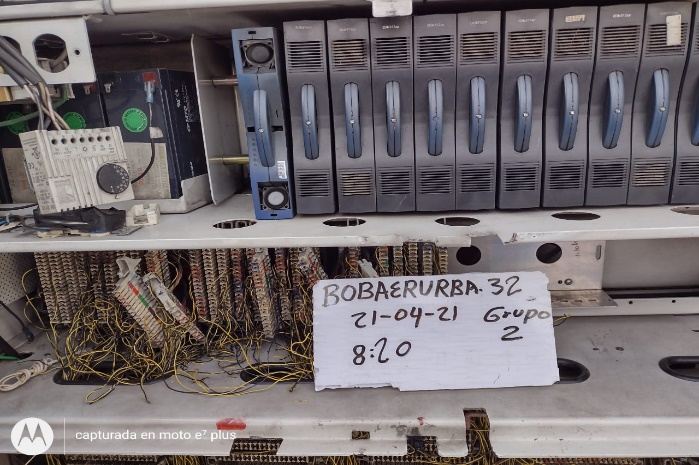 BOBAERURBA-32
21-04-21 Grupo
2
8:20
capturada en moto e⁷ plus